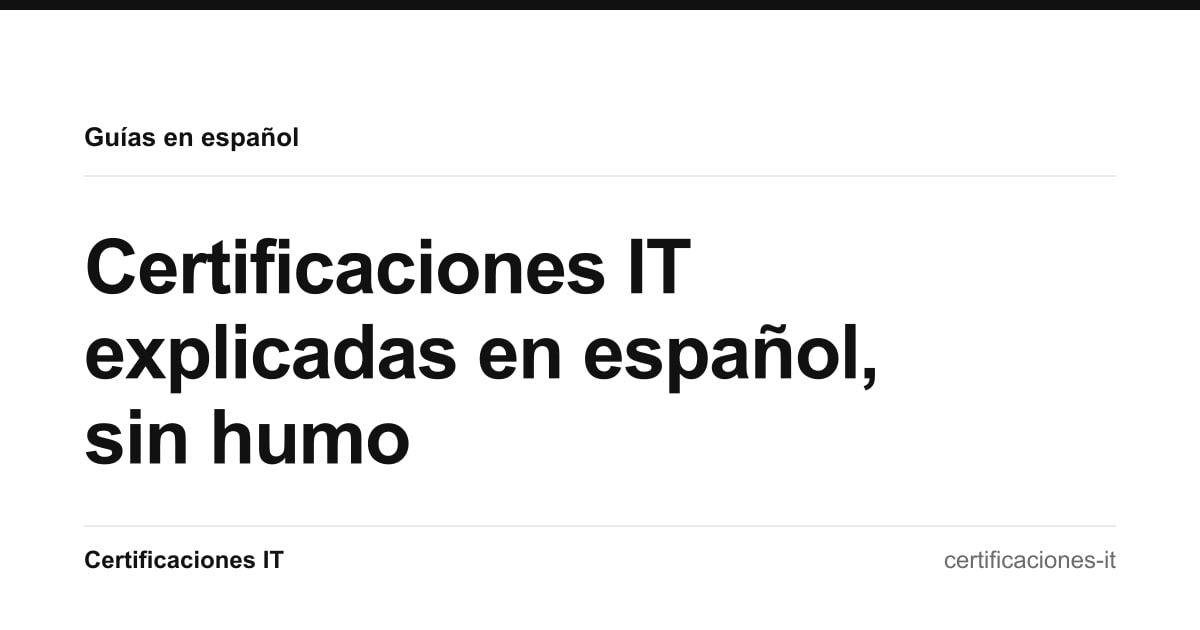 Guías en español
Certificaciones IT
explicadas en español,
sin humo
Certificaciones IT
certificaciones-it